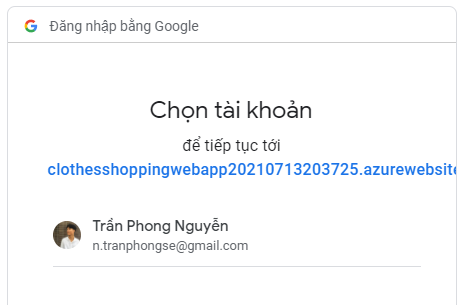 Đăng nhập bằng Google
Chọn tài khoản
để tiếp tục tới
clothesshoppingwebapp20210713203725.azurewebsite
Trần Phong Nguyễn
n.tranphongse@gmail.com